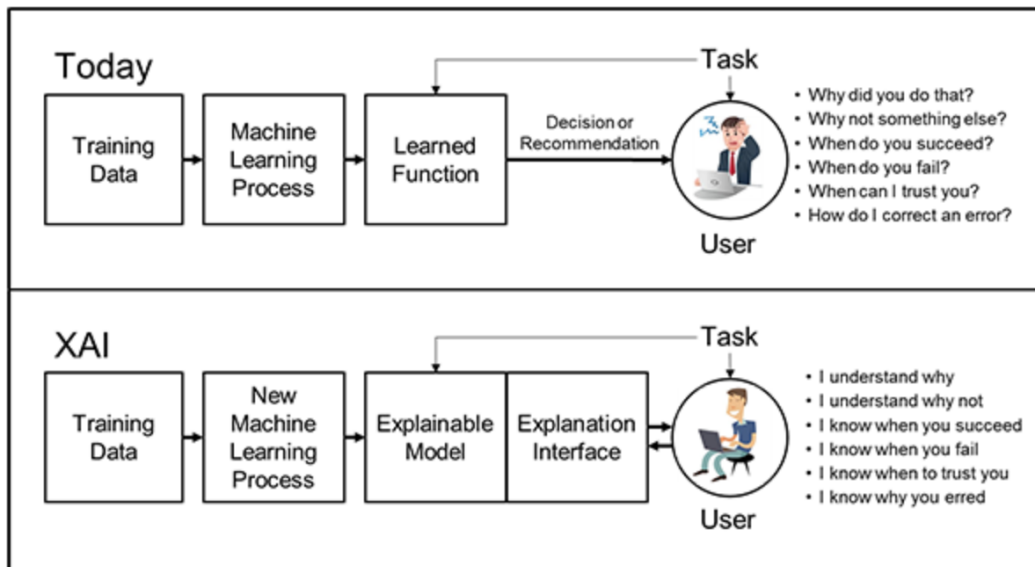 Today
Task
Training
Data
Machine
Learning
Process
Learned
Function
Decision or
Recommendation
User
• Why did you do that?
• Why not something else?
• When do you succeed?
• When do you fail?
• When can I trust you?
• How do I correct an error?
XAI
Task
Training
Data
New
Machine
Learning
Process
Explainable
Model
Explanation
Interface
User
• I understand why
• I understand why not
• I know when you succeed
• I know when you fail
• I know when to trust you
• I know why you erred